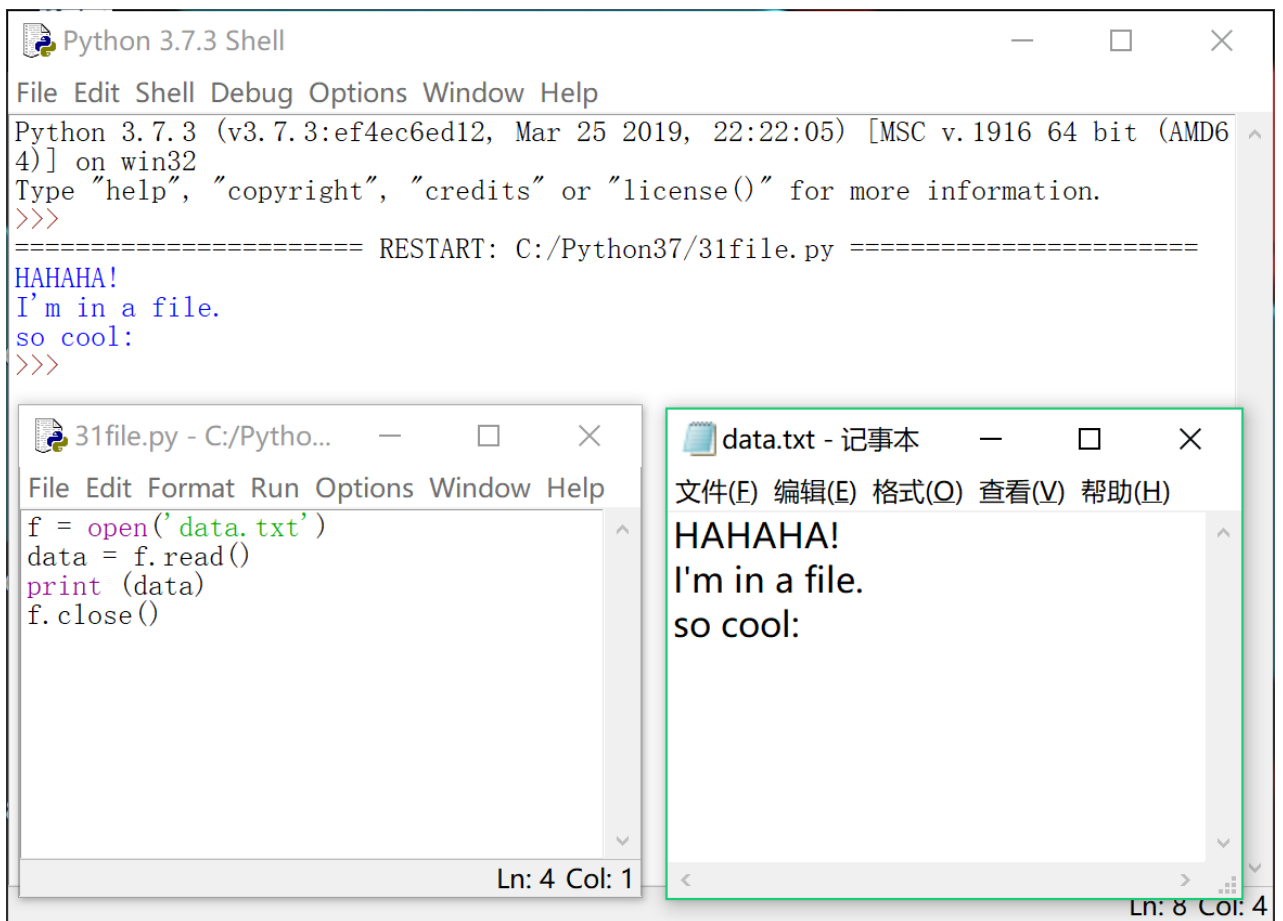 Python 3.7.3 Shell
File Edit Shell Debug Options Window Help
Python 3.7.3 (v3.7.3:ef4ec6ed12, Mar 25 2019, 22:22:05) [MSC v.1916 64 bit (AMD6
4)] on win32
Type "help", "copyright", "credits" or "license()" for more information.
>>>
======================= RESTART: C:/Python37/31file.py =======================
HAHAHA!
I'm in a file.
so cool:
>>>
31file.py - C:/Pytho...
File Edit Format Run Options Window Help
f = open('data.txt')
data = f.read()
print (data)
f.close()
Ln: 4 Col: 1
data.txt - 记事本
文件(F) 编辑(E) 格式(O) 查看(V) 帮助(H)
HAHAHA!
I'm in a file.
so cool:
Ln: 8 Col: 4